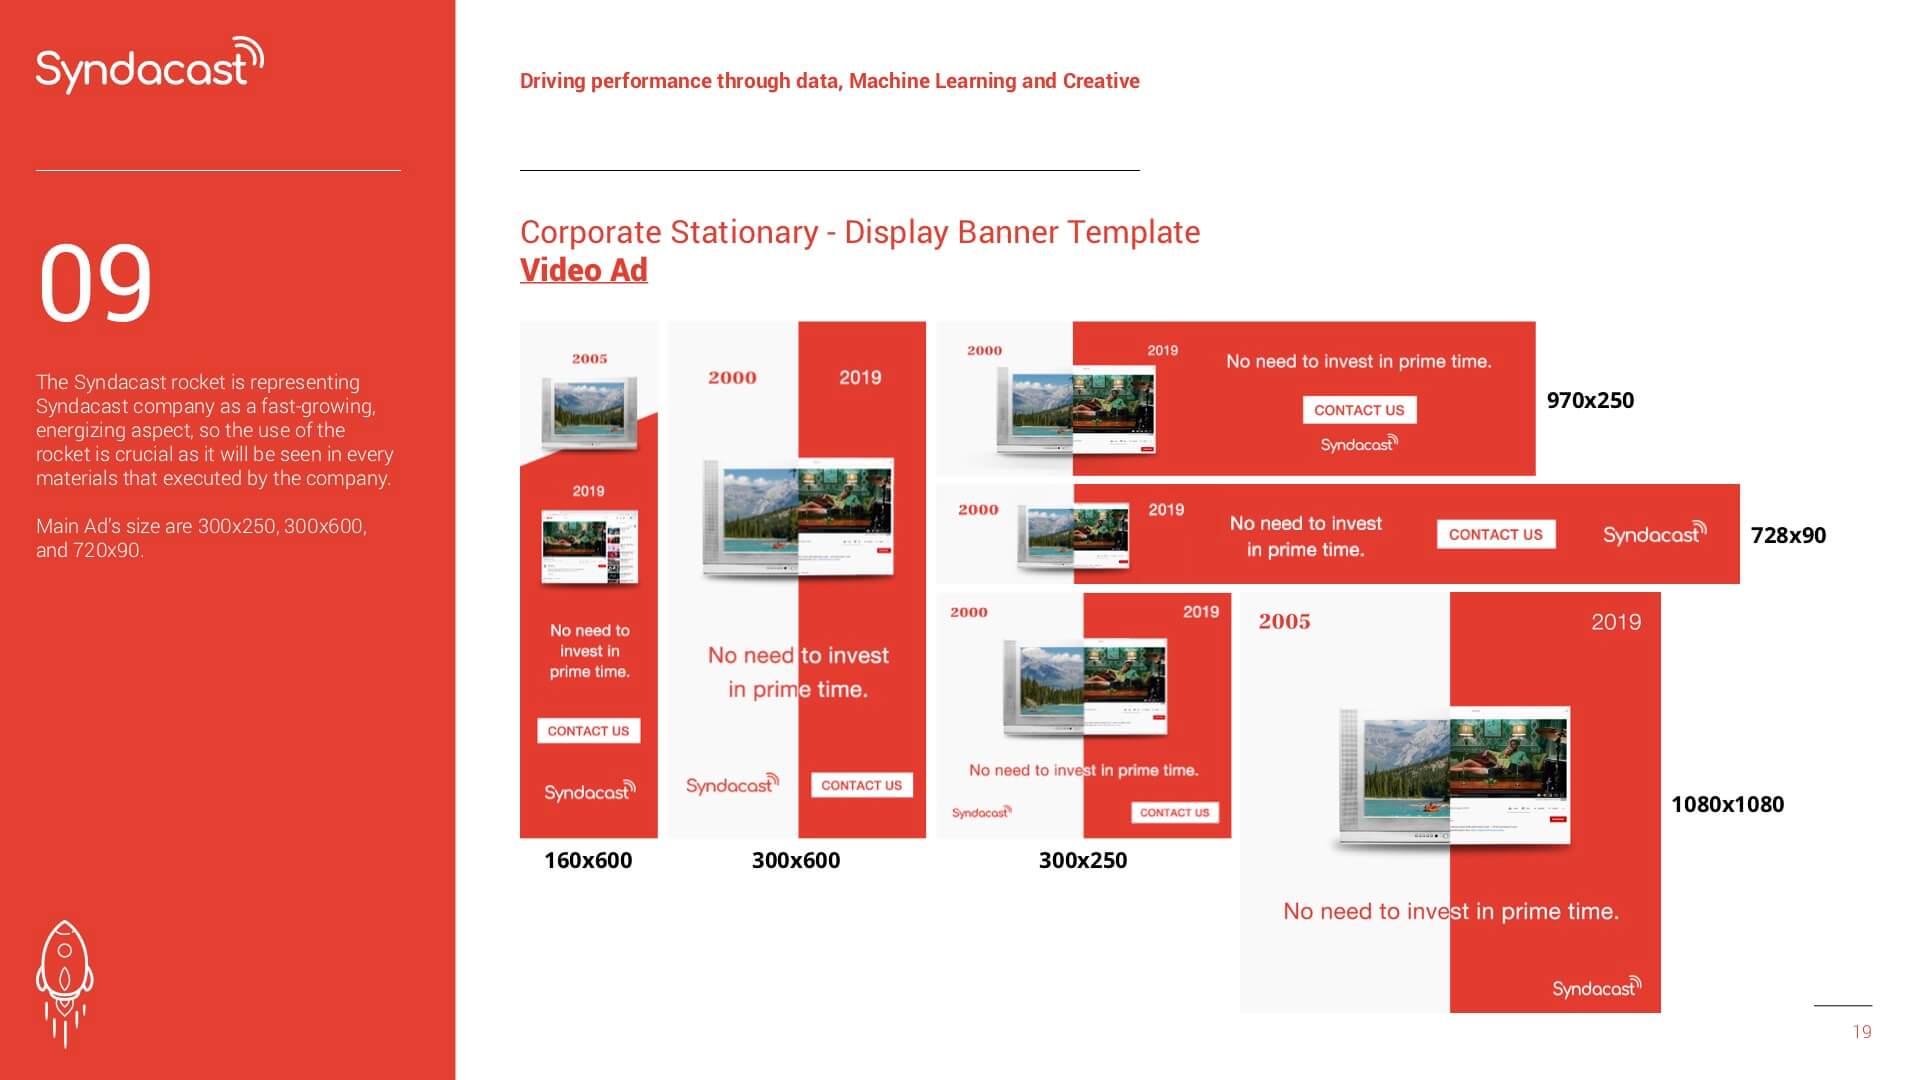 Syndacast
Driving performance through data, Machine Learning and Creative
09
The Syndacast rocket is representing
Syndacast company as a fast-growing,
energizing aspect, so the use of the
rocket is crucial as it will be seen in every
materials that executed by the company.
Main Ad's size are 300x250, 300x600,
and 720x90.
Corporate Stationary - Display Banner Template
Video Ad
2005
2019
No need to
invest in
prime time.
CONTACT US
Syndacast
160x600
2000
2019
No need to invest
in prime time.
Syndacast
CONTACT US
300x600
2000
2019
No need to invest in prime time.
CONTACT US
Syndacast
970x250
2000
2019
No need to invest
in prime time.
CONTACT US
Syndacast
728x90
2000
2019
No need to invest in prime time.
Syndacast
CONTACT US
300x250
2005
2019
No need to invest in prime time.
Syndacast
1080x1080
19